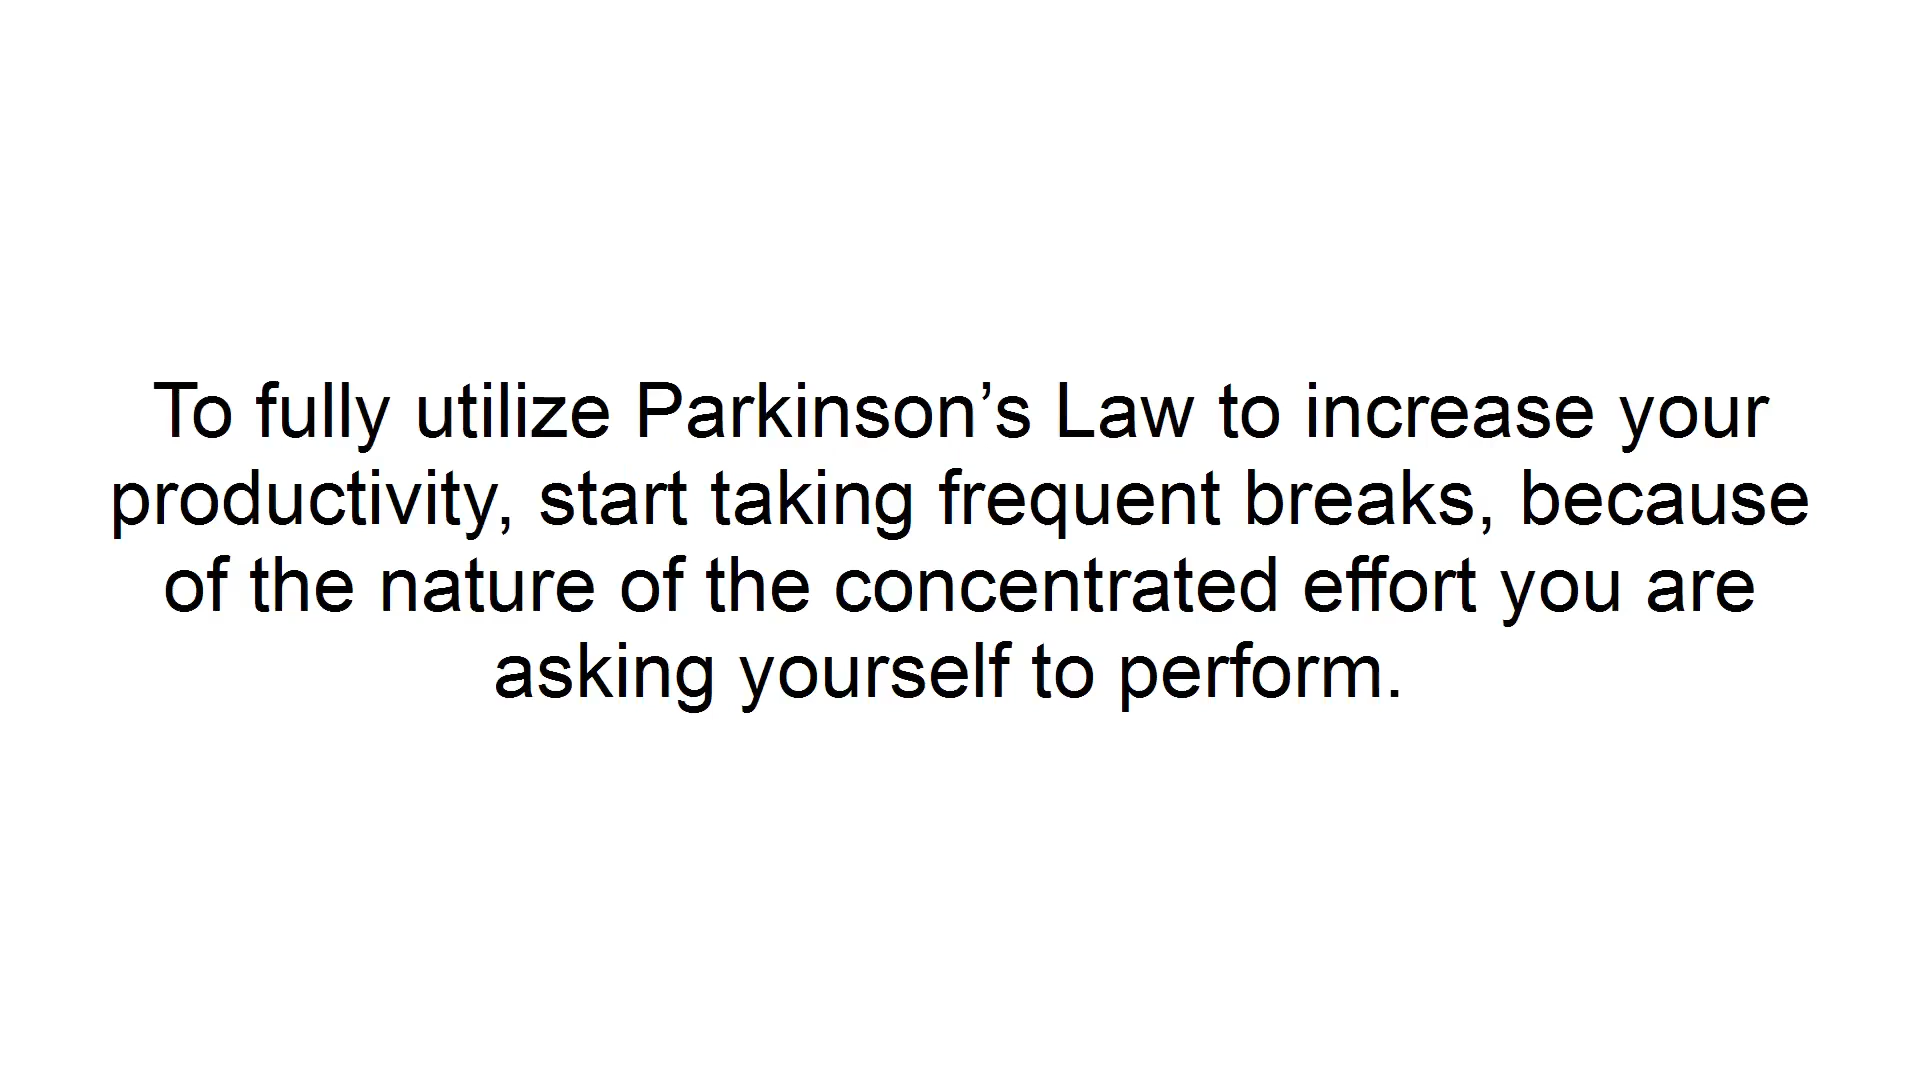 To fully utilize Parkinson’s Law to increase your
productivity, start taking frequent breaks, because
of the nature of the concentrated effort you are
asking yourself to perform.